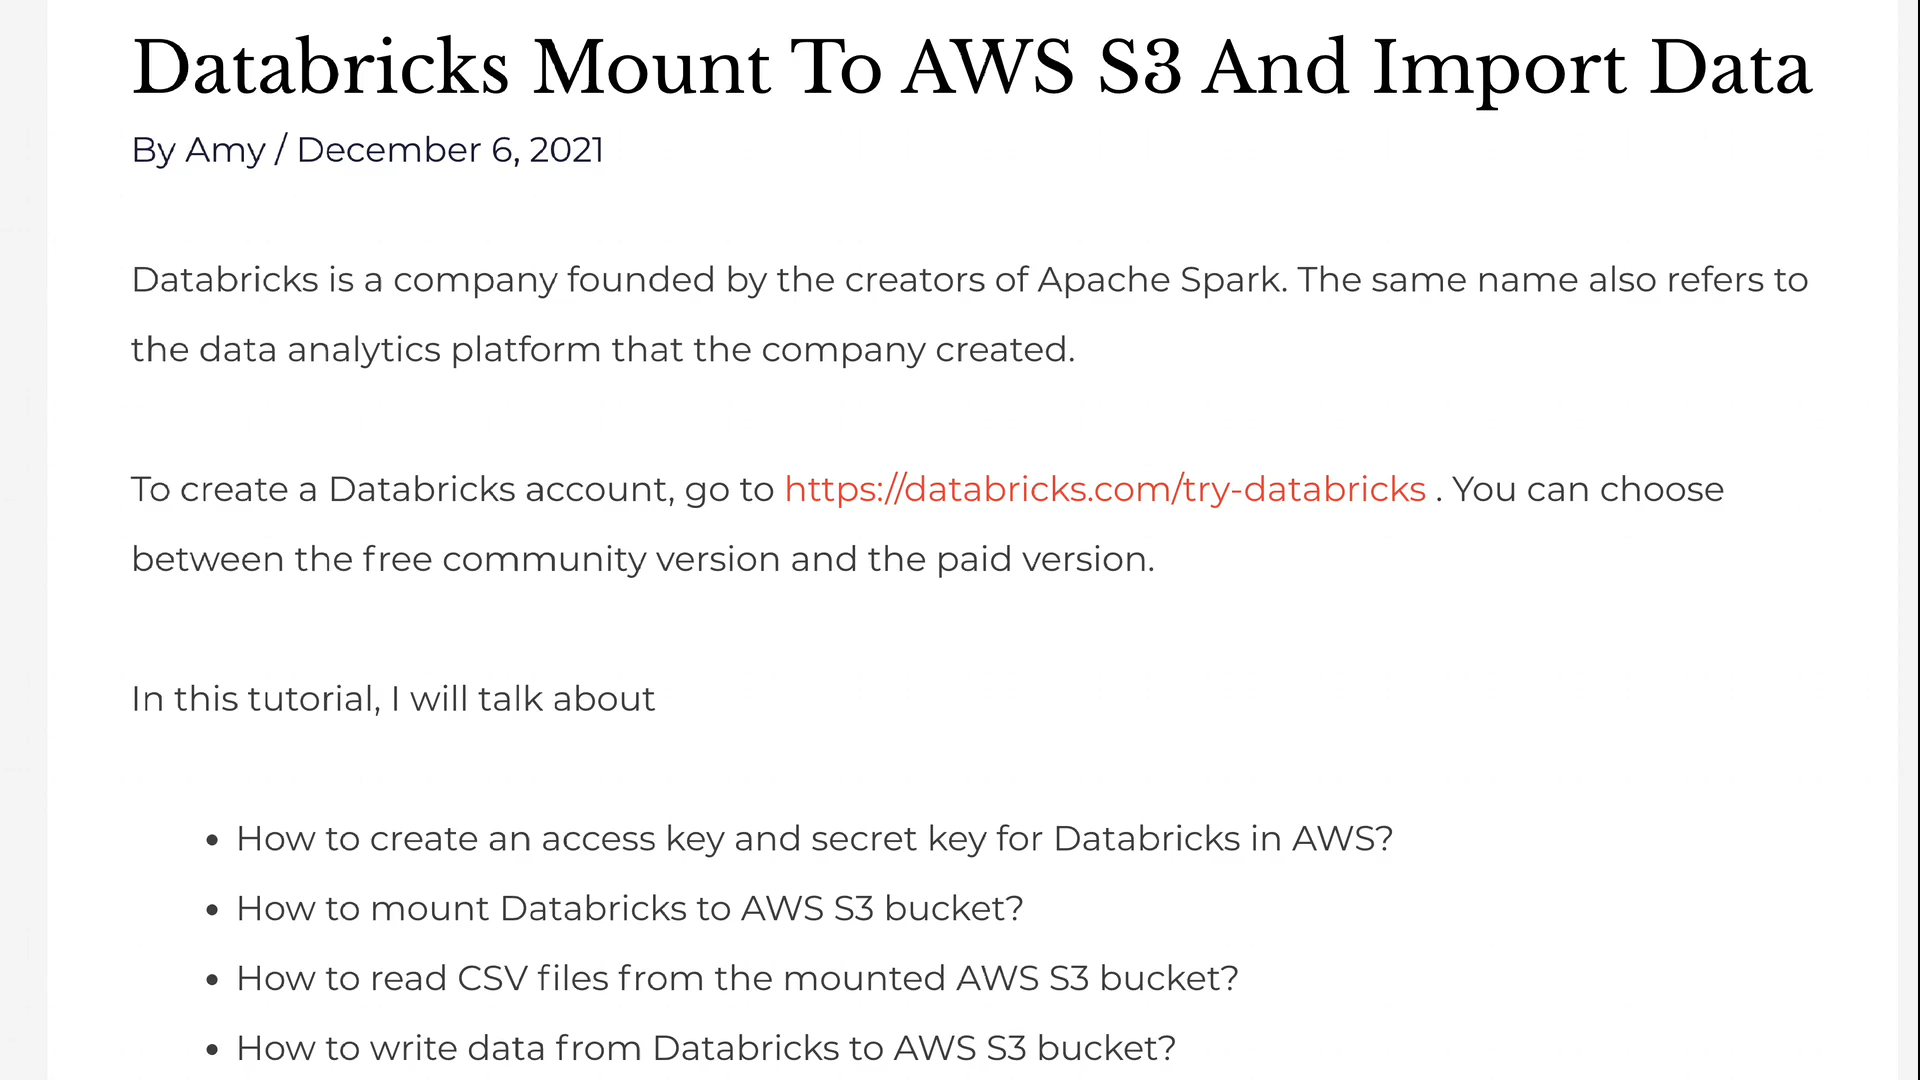 Databricks Mount To AWS S3 And Import Data
By Amy / December 6, 2021
Databricks is a company founded by the creators of Apache Spark. The same name also refers to
the data analytics platform that the company created.
To create a Databricks account, go to https://databricks.com/try-databricks . You can choose
between the free community version and the paid version.
In this tutorial, I will talk about
• How to create an access key and secret key for Databricks in AWS?
• How to mount Databricks to AWS S3 bucket?
• How to read CSV files from the mounted AWS S3 bucket?
• How to write data from Databricks to AWS S3 bucket?